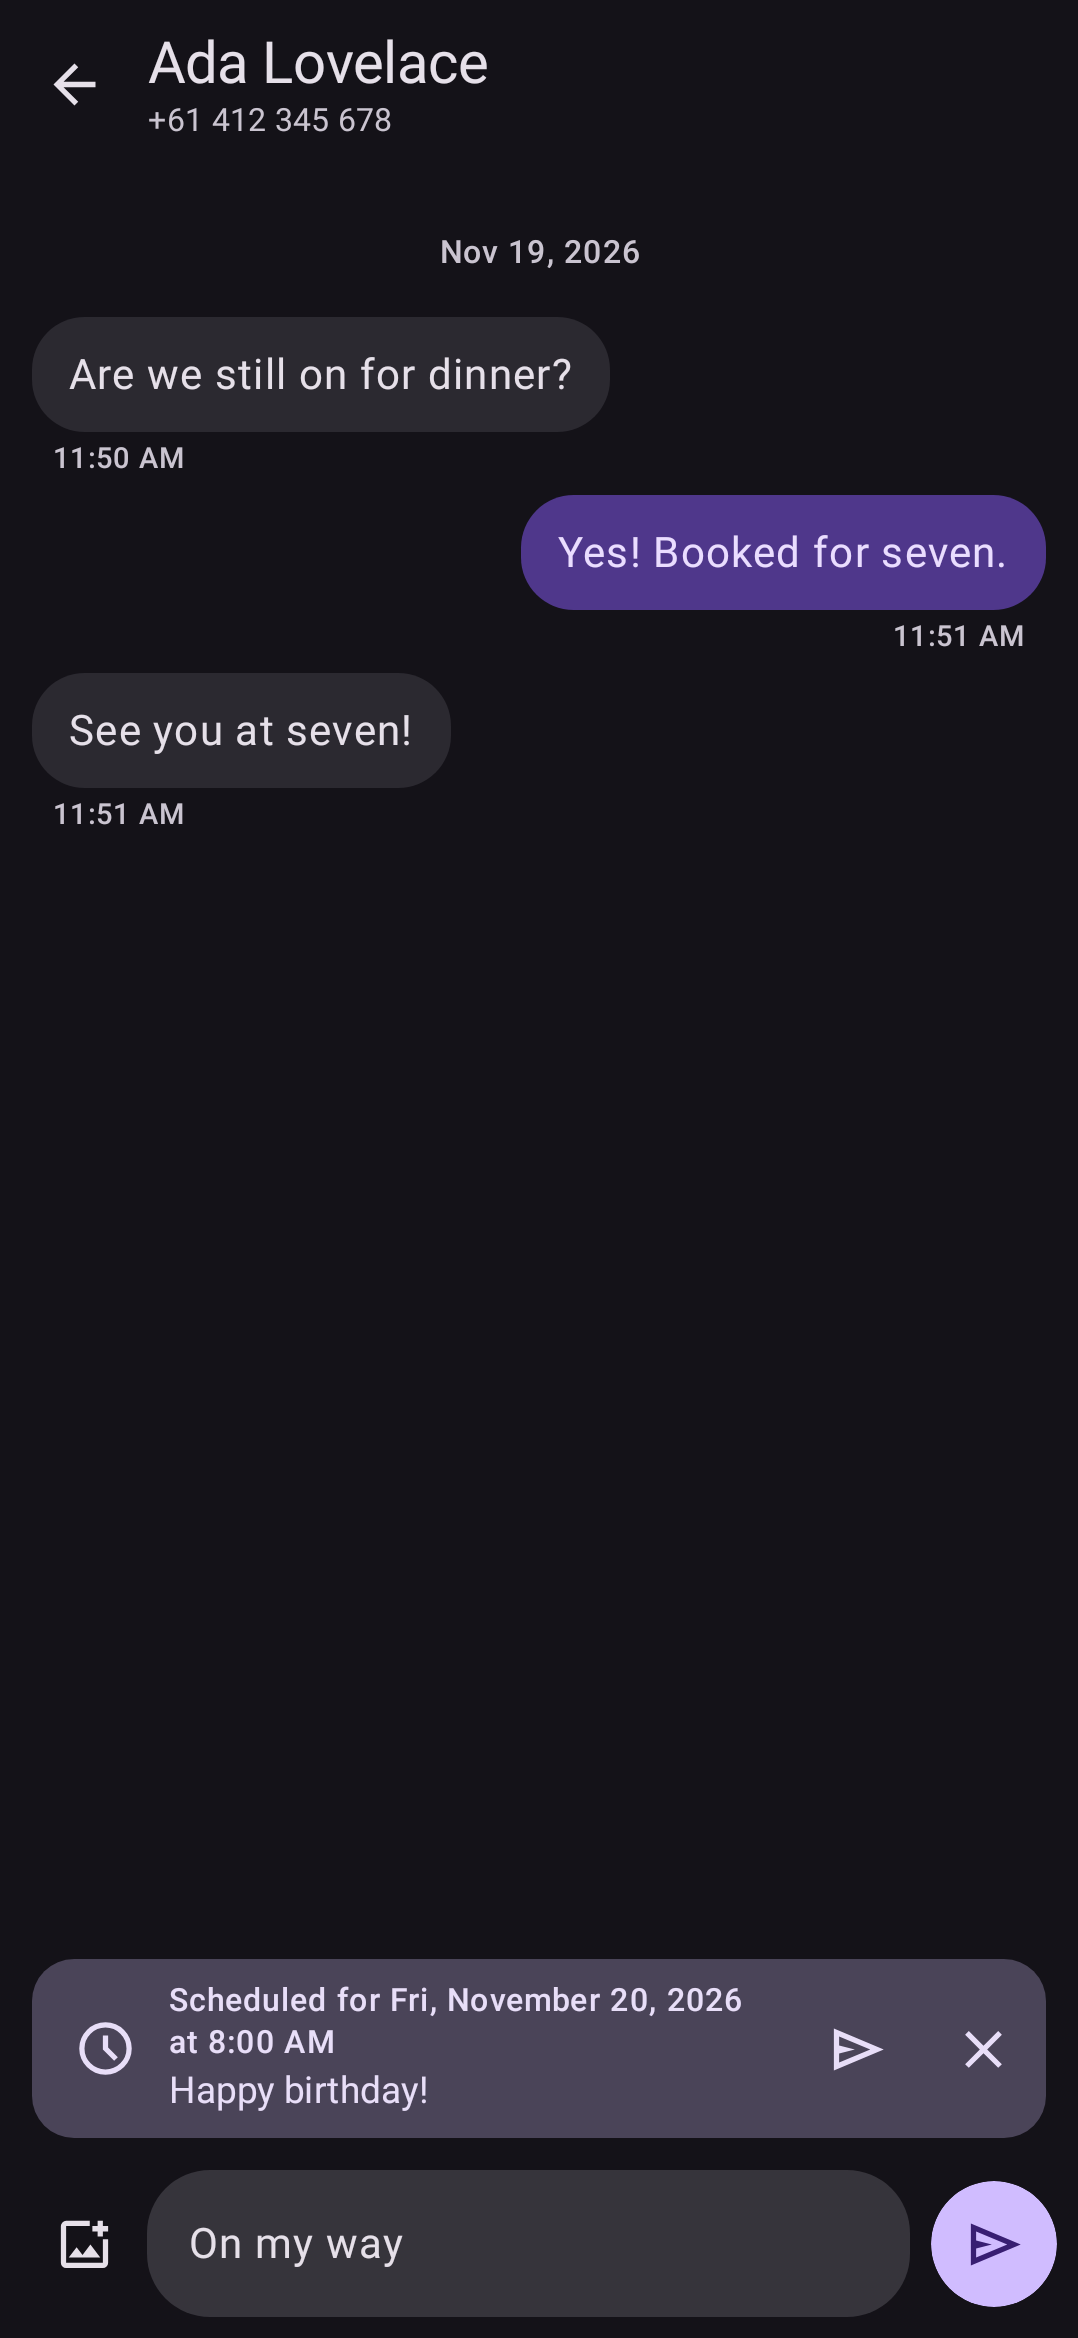 Ada Lovelace
+61 412 345 678
Nov 19, 2026
Are we still on for dinner?
11:50 AM
Yes! Booked for seven.
11:51 AM
See you at seven!
11:51 AM
Scheduled for Fri, November 20, 2026
at 8:00 AM
Happy birthday!
On my way